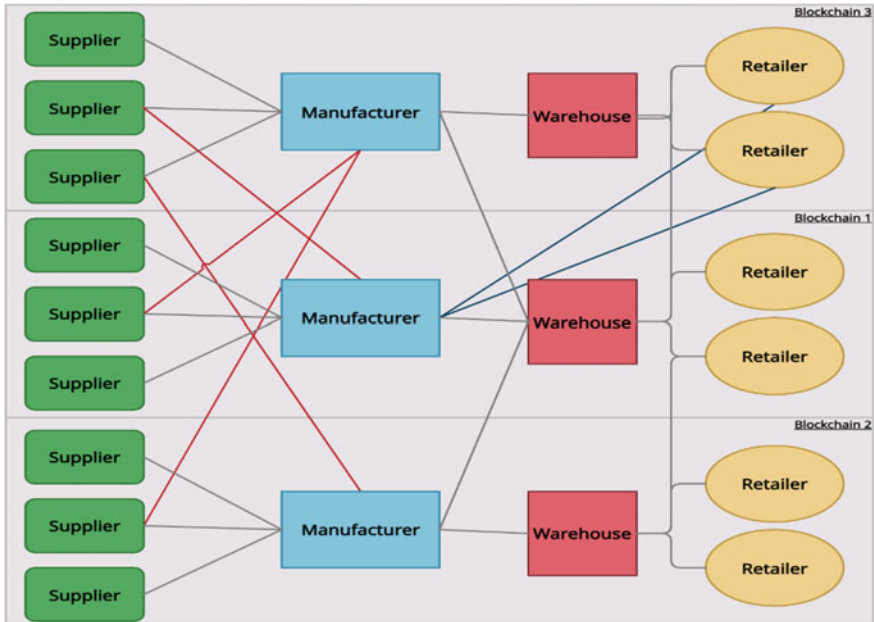 Blockchain 3
Supplier
Supplier
Supplier
Manufacturer
Warehouse
Retailer
Retailer
Blockchain 1
Supplier
Supplier
Supplier
Manufacturer
Warehouse
Retailer
Retailer
Blockchain 2
Supplier
Supplier
Supplier
Manufacturer
Warehouse
Retailer
Retailer